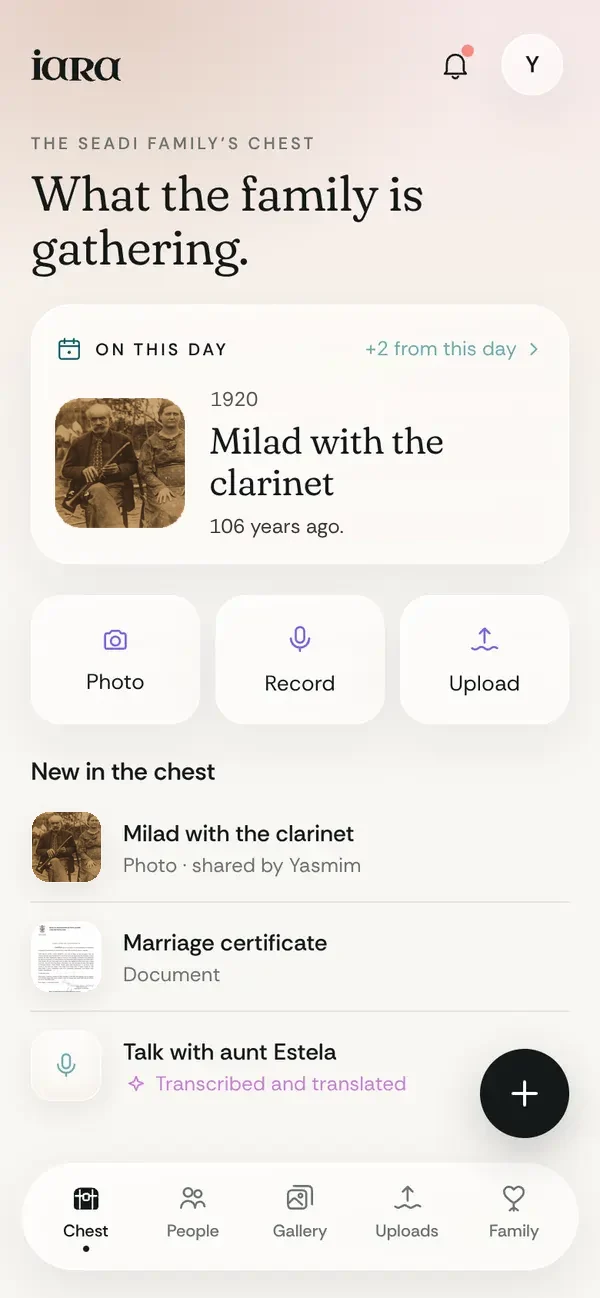 iara
Y
THE SEADI FAMILY'S CHEST
What the family is
gathering.
ON THIS DAY
+2 from this day
1920
Milad with the
clarinet
106 years ago.
Photo
Record
Upload
New in the chest
Milad with the clarinet
Photo · shared by Yasmim
Marriage certificate
Document
Talk with aunt Estela
Transcribed and translated
Chest
People
Gallery
Uploads
Family